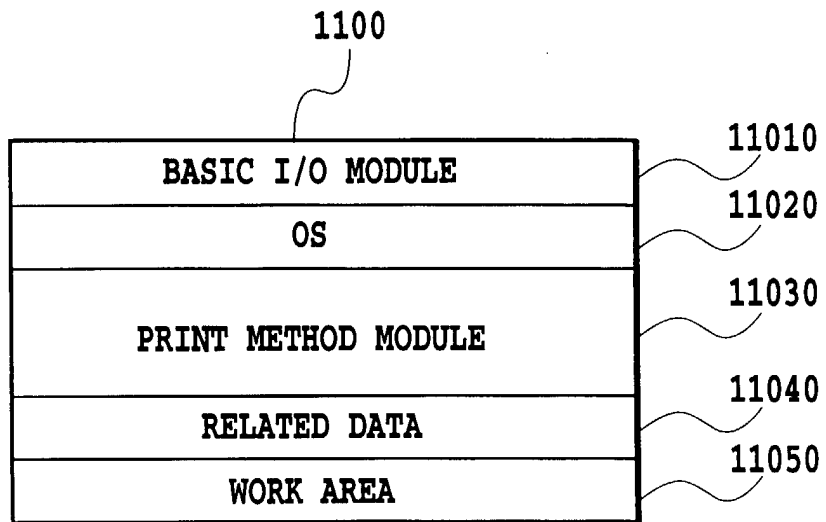 1100
BASIC I/O MODULE
11010
OS
11020
PRINT METHOD MODULE
11030
RELATED DATA
11040
WORK AREA
11050